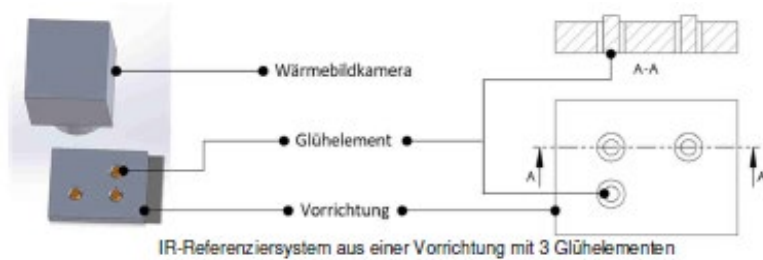 Wärmebildkamera
A-A
Glühelement
A
A
Vorrichtung
IR-Referenziersystem aus einer Vorrichtung mit 3 Glühelementen